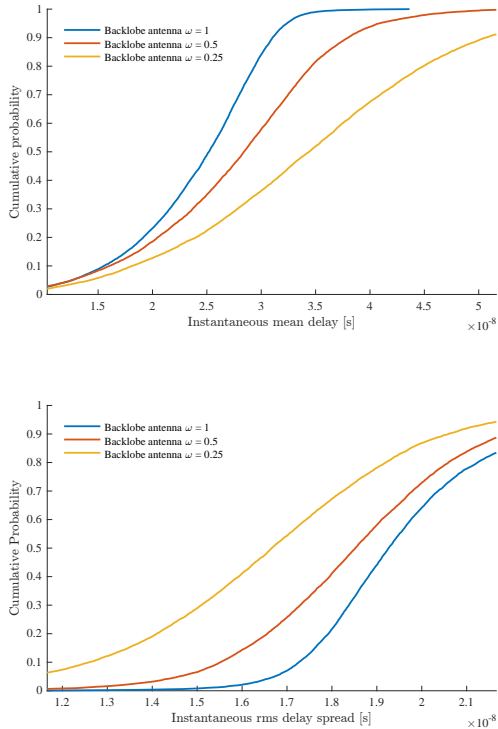 1
0.9
0.8
0.7
0.6
0.5
0.4
0.3
0.2
0.1
0
Cumulative probability
Backlobe antenna ω = 1
Backlobe antenna ω = 0.5
Backlobe antenna ω = 0.25
1.5 2 2.5 3 3.5 4 4.5 5
Instantaneous mean delay [s]
×10-8
1
0.9
0.8
0.7
0.6
0.5
0.4
0.3
0.2
0.1
0
Cumulative Probability
Backlobe antenna ω = 1
Backlobe antenna ω = 0.5
Backlobe antenna ω = 0.25
1.2 1.3 1.4 1.5 1.6 1.7 1.8 1.9 2 2.1
Instantaneous rms delay spread [s]
×10-8